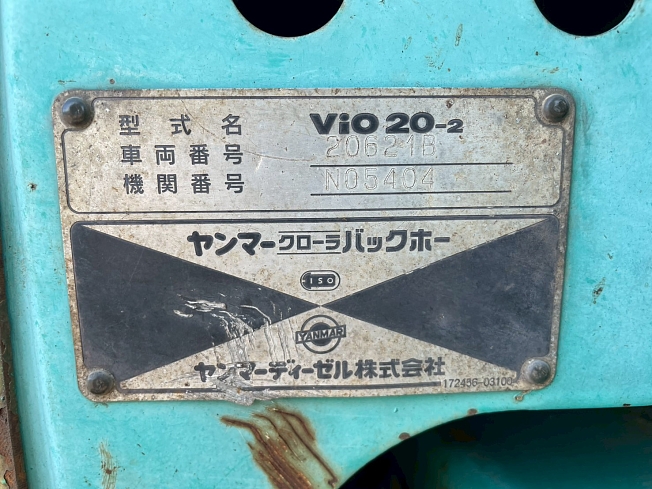 型式名 ViO 20-2
車両番号 20621B
機関番号 N05404
ヤンマークローラバックホー
ISO
YANMAR
ヤンマーディーゼル株式会社
172456-03100